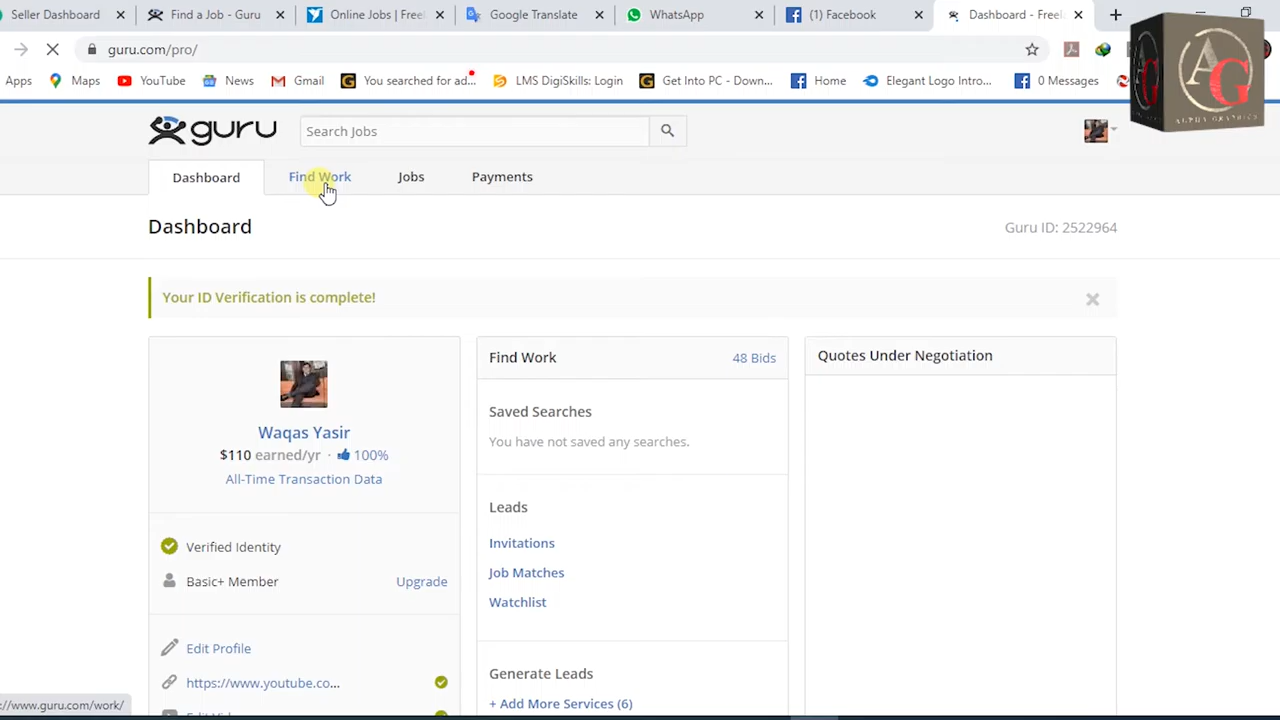 Seller Dashboard
Find a Job - Guru
Online Jobs | Freel
Google Translate
WhatsApp
(1) Facebook
Dashboard - Freel
guru.com/pro/
Apps
Maps
YouTube
News
Gmail
You searched for ad...
LMS DigiSkills: Login
Get Into PC - Down...
Home
Elegant Logo Intro...
0 Messages
AG
ALPHA GRAPHICS
guru
Search Jobs
Dashboard
Find Work
Jobs
Payments
Dashboard
Guru ID: 2522964
Your ID Verification is complete!
Waqas Yasir
$110 earned/yr · 100%
All-Time Transaction Data
Verified Identity
Basic+ Member
Upgrade
Edit Profile
https://www.youtube.co...
Find Work
48 Bids
Saved Searches
You have not saved any searches.
Leads
Invitations
Job Matches
Watchlist
Generate Leads
+ Add More Services (6)
Quotes Under Negotiation
://www.guru.com/work/